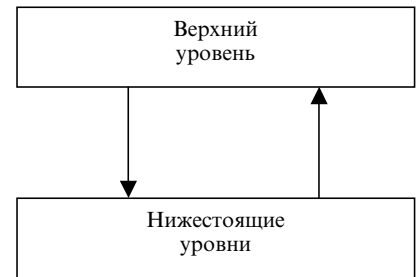 Верхний
уровень
Нижестоящие
уровни